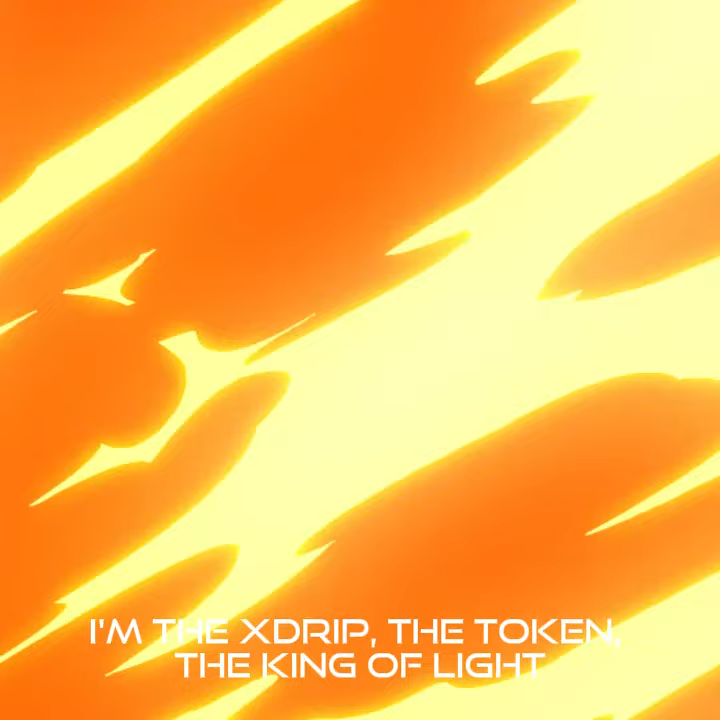 I'M THE XDRIP, THE TOKEN,
THE KING OF LIGHT